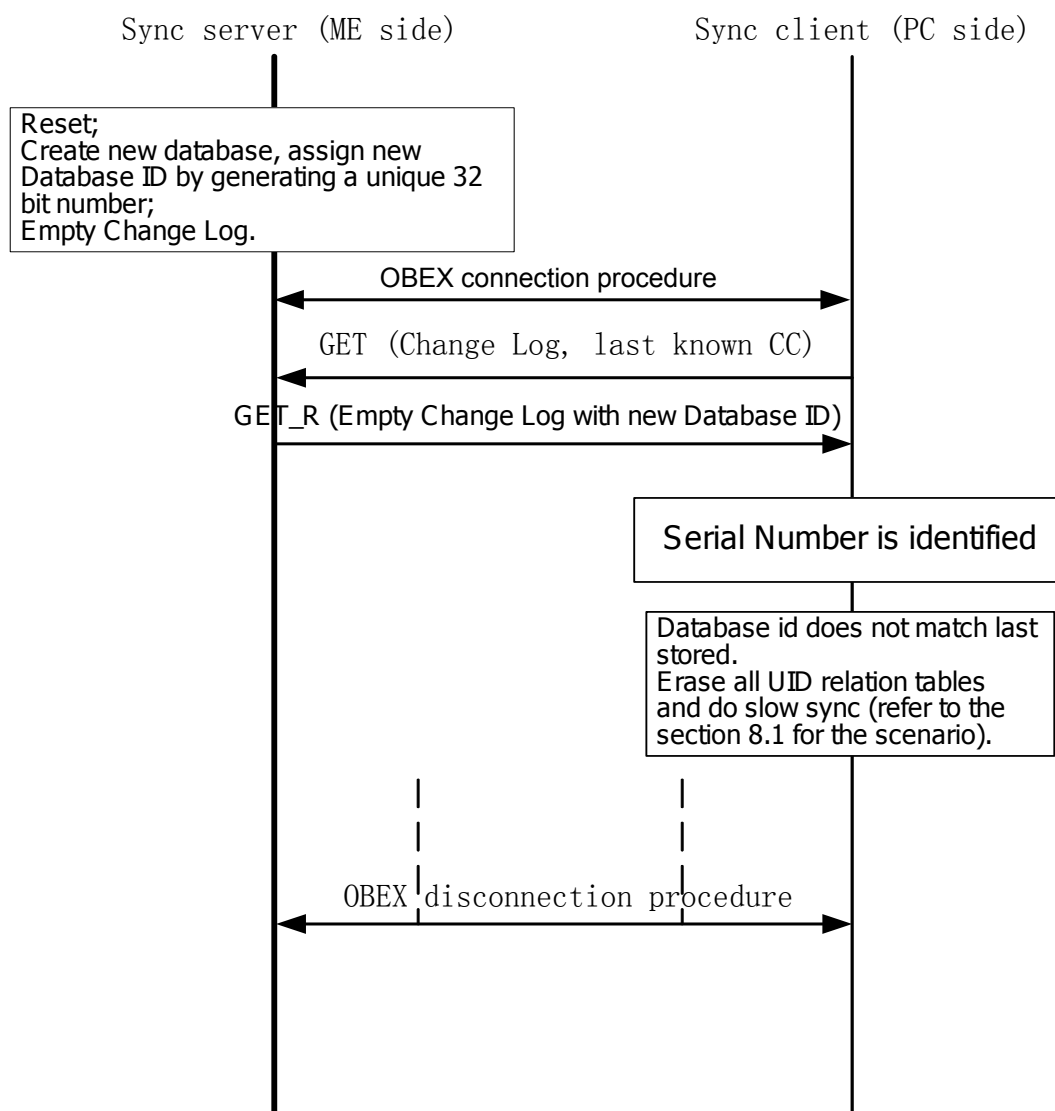 Sync server (ME side)
Sync client (PC side)
Reset;
Create new database, assign new
Database ID by generating a unique 32
bit number;
Empty Change Log.
OBEX connection procedure
GET (Change Log, last known CC)
GET_R (Empty Change Log with new Database ID)
Serial Number is identified
Database id does not match last
stored.
Erase all UID relation tables
and do slow sync (refer to the
section 8.1 for the scenario).
OBEX disconnection procedure